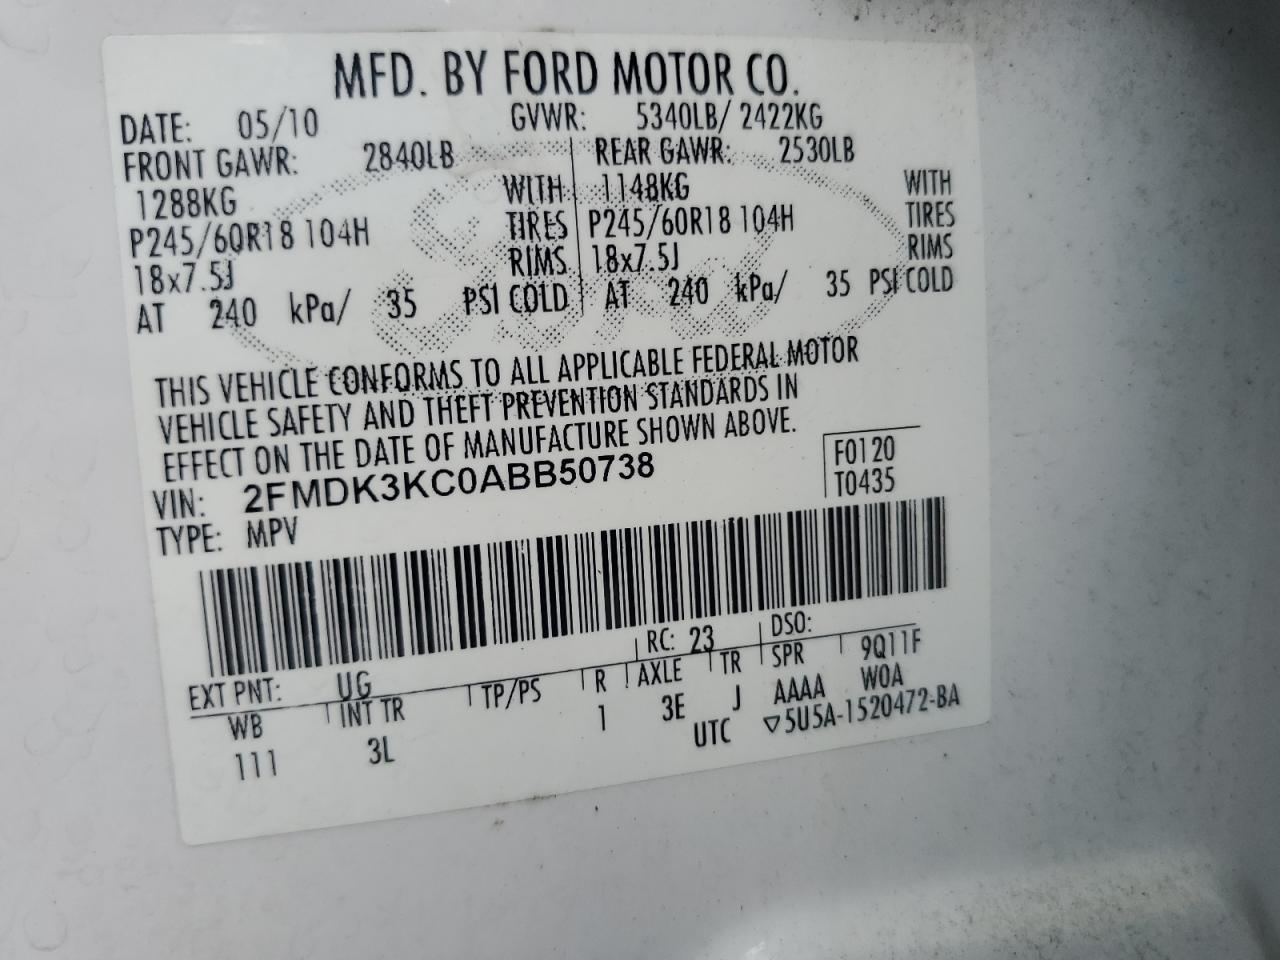 MFD. BY FORD MOTOR CO.
DATE: 05/10 GVWR: 5340LB/ 2422KG
FRONT GAWR: 2840LB REAR GAWR: 2530LB
1288KG WITH 1148KG WITH
P245/60R18 104H TIRES P245/60R18 104H TIRES
18x7.5J RIMS 18x7.5J RIMS
AT 240 kPa/ 35 PSI COLD AT 240 kPa/ 35 PSI COLD
THIS VEHICLE CONFORMS TO ALL APPLICABLE FEDERAL MOTOR
VEHICLE SAFETY AND THEFT PREVENTION STANDARDS IN
EFFECT ON THE DATE OF MANUFACTURE SHOWN ABOVE.
VIN: 2FMDK3KC0ABB50738 F0120
TYPE: MPV T0435
EXT PNT: UG RC: 23 DSO:
WB INT TR TP/PS R AXLE TR SPR 9Q11F
111 3L 1 3E J AAAA W0A
UTC ▽5U5A-1520472-BA